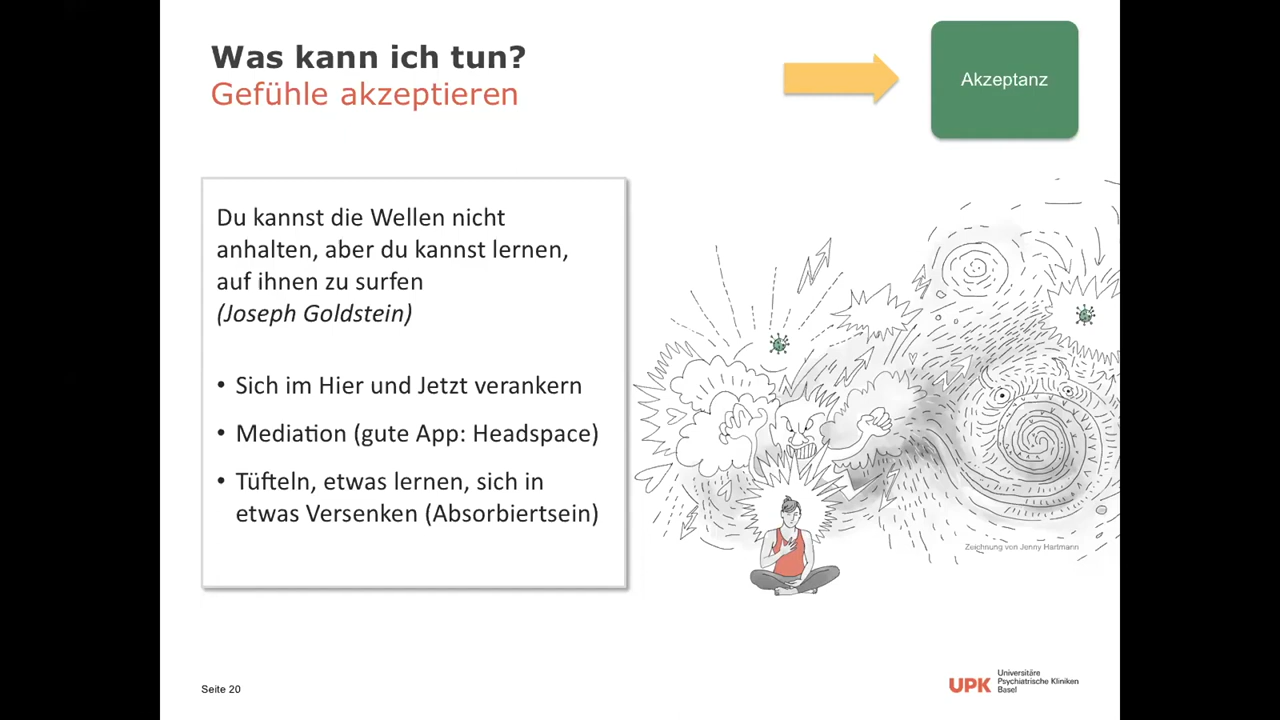 Was kann ich tun?
Gefühle akzeptieren
Akzeptanz
Du kannst die Wellen nicht
anhalten, aber du kannst lernen,
auf ihnen zu surfen
(Joseph Goldstein)
• Sich im Hier und Jetzt verankern
• Mediation (gute App: Headspace)
• Tüfteln, etwas lernen, sich in
etwas Versenken (Absorbiertsein)
Zeichnung von Jenny Hartmann
Seite 20
UPK
Universitäre
Psychiatrische Kliniken
Basel